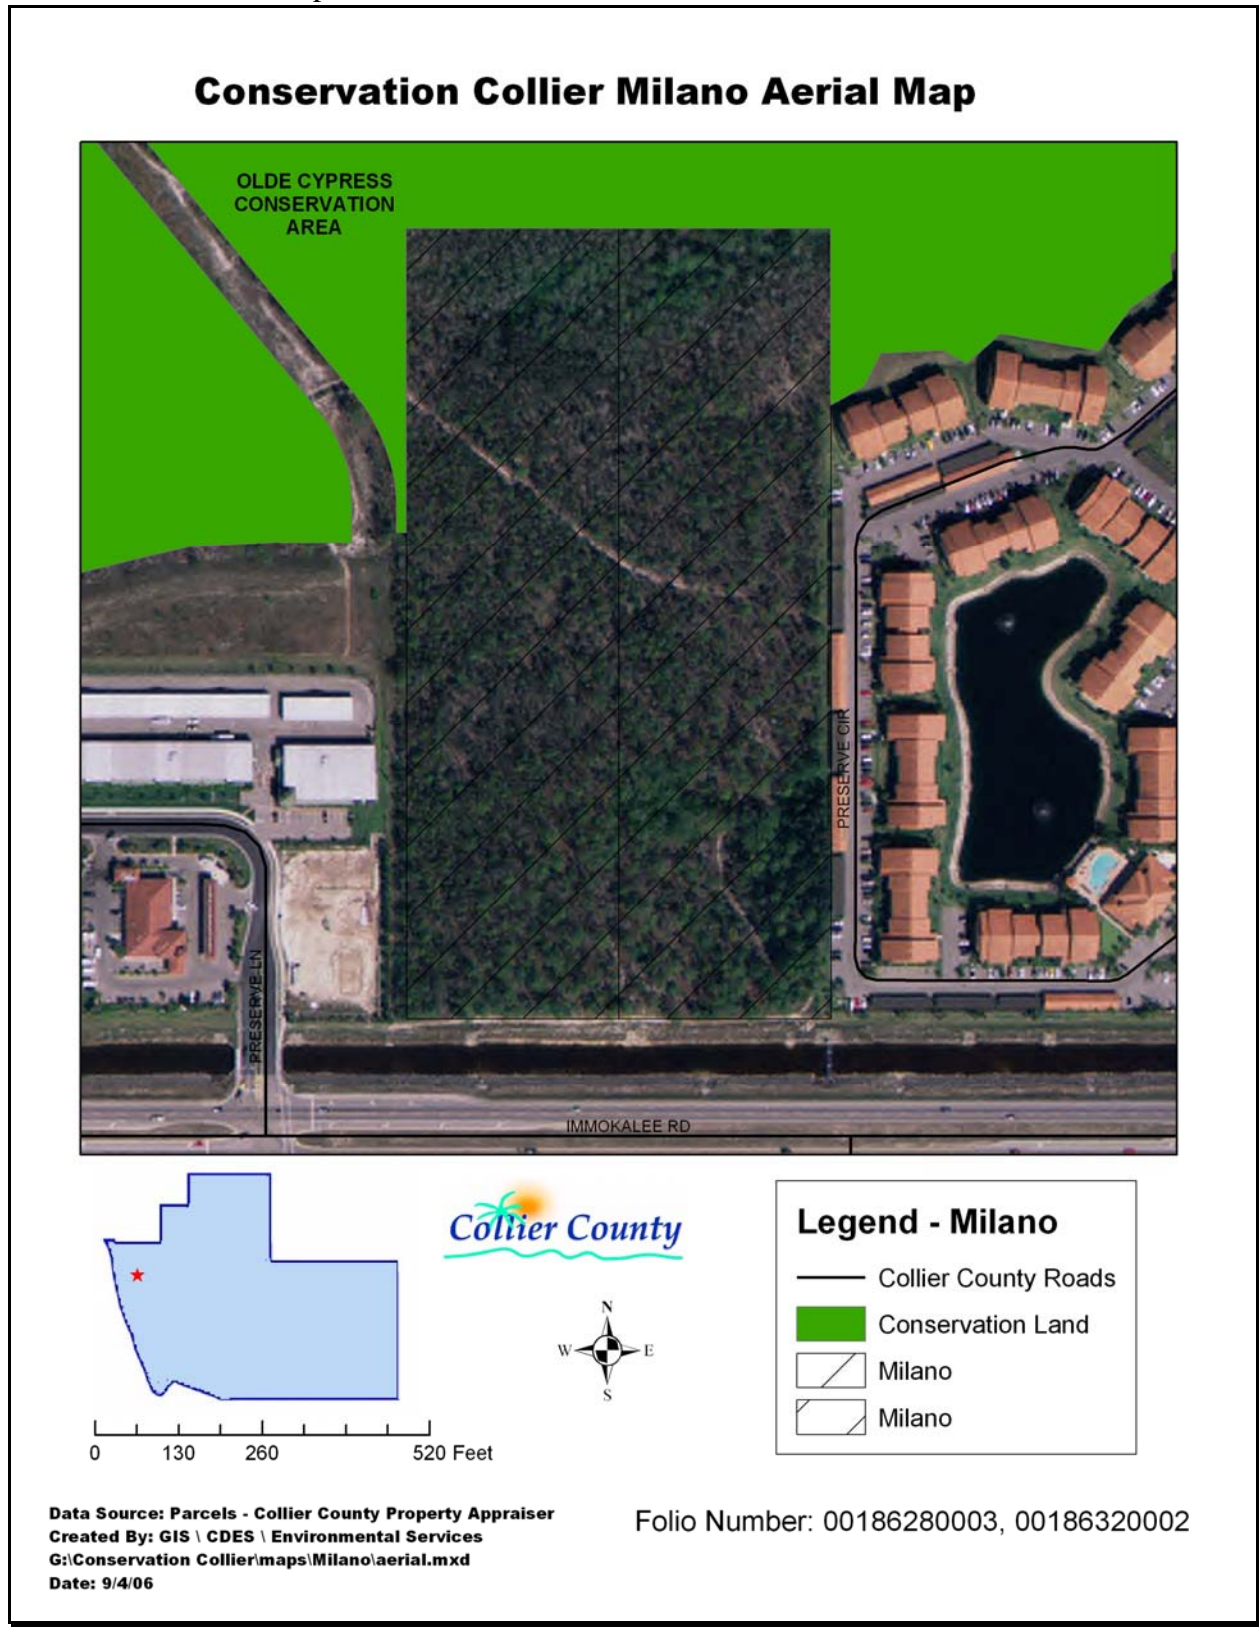 Conservation Collier Milano Aerial Map
OLDE CYPRESS
CONSERVATION
AREA
PRESERVE CIR
PRESERVE LN
IMMOKALEE RD
Collier County
N
W
E
S
0 130 260 520 Feet
Legend - Milano
Collier County Roads
Conservation Land
Milano
Milano
Data Source: Parcels - Collier County Property Appraiser
Created By: GIS \ CDES \ Environmental Services
G:\Conservation Collier\maps\Milano\aerial.mxd
Date: 9/4/06
Folio Number: 00186280003, 00186320002